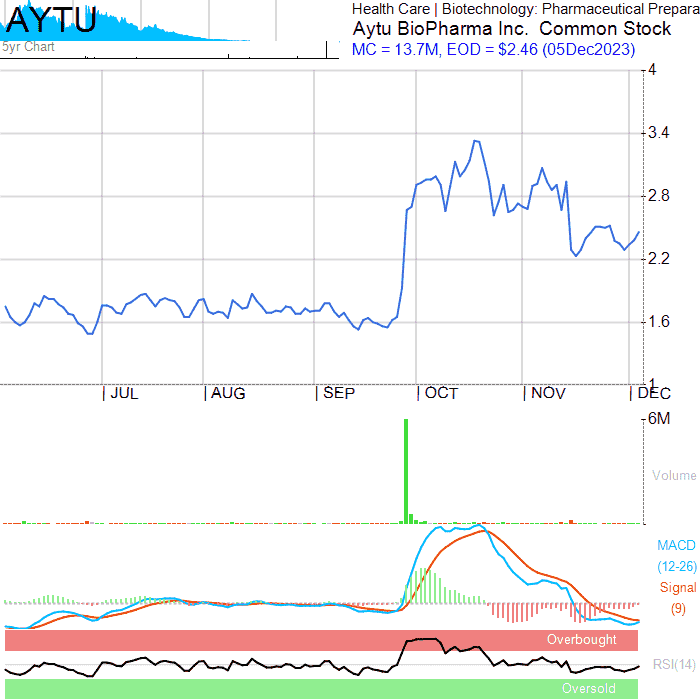 AYTU
5yr Chart
Health Care | Biotechnology: Pharmaceutical Prepara
Aytu BioPharma Inc.  Common Stock
MC = 13.7M, EOD = $2.46 (05Dec2023)
4
3.4
2.8
2.2
1.6
1
JUL
AUG
SEP
OCT
NOV
DEC
6M
Volume
MACD
(12-26)
Signal
(9)
Overbought
RSI(14)
Oversold